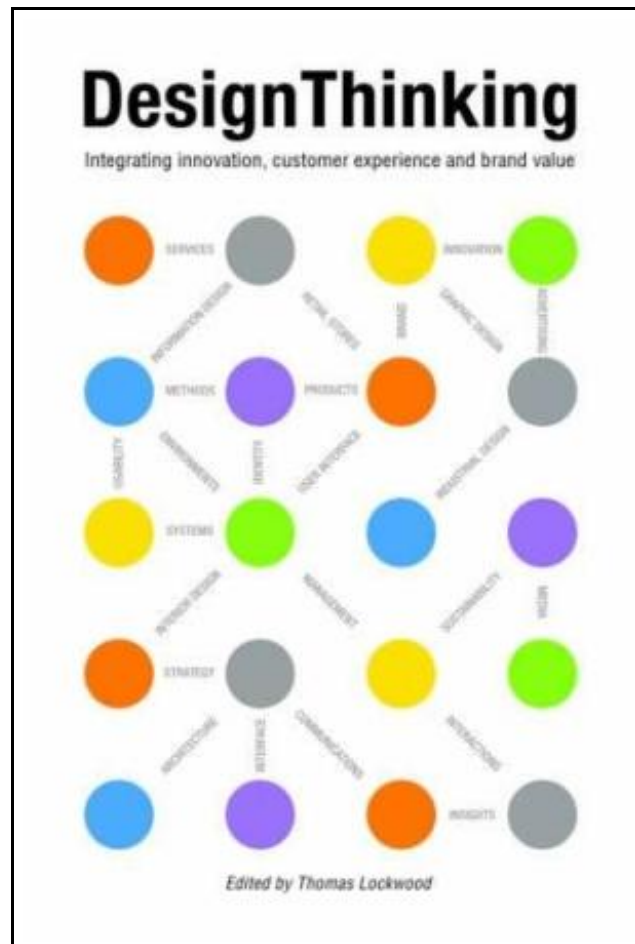 DesignThinking
Integrating innovation, customer experience and brand value
SERVICES
INNOVATION
INFORMATION DESIGN
RETAIL STORES
BRAND
GRAPHIC DESIGN
ADVERTISING
METHODS
PRODUCTS
USABILITY
ENVIRONMENTS
IDENTITY
USER INTERFACE
INDUSTRIAL DESIGN
SYSTEMS
INTERIOR DESIGN
MANAGEMENT
SUSTAINABILITY
MEDIA
STRATEGY
ARCHITECTURE
INTERFACE
COMMUNICATIONS
INTERACTIONS
INSIGHTS
Edited by Thomas Lockwood